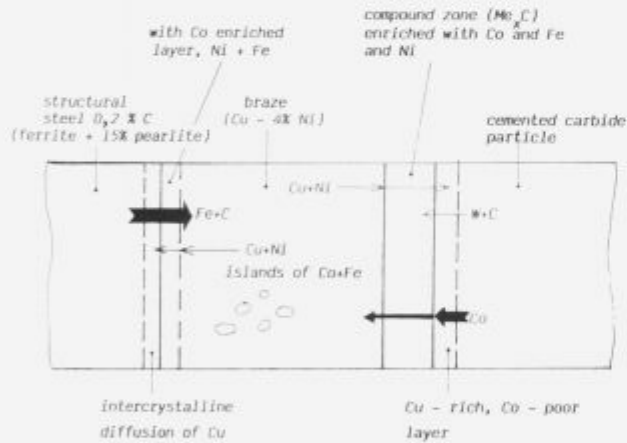 compound zone (MeₓC)
enriched with Co and Fe
and Ni
with Co enriched
layer, Ni + Fe
structural
steel 0,2 % C
(ferrite + 15% pearlite)
braze
(Cu - 4% Ni)
cemented carbide
particle
Cu+Ni
Fe+C
W+C
Cu+Ni
islands of Co+Fe
Co
intercrystalline
diffusion of Cu
Cu - rich, Co - poor
layer